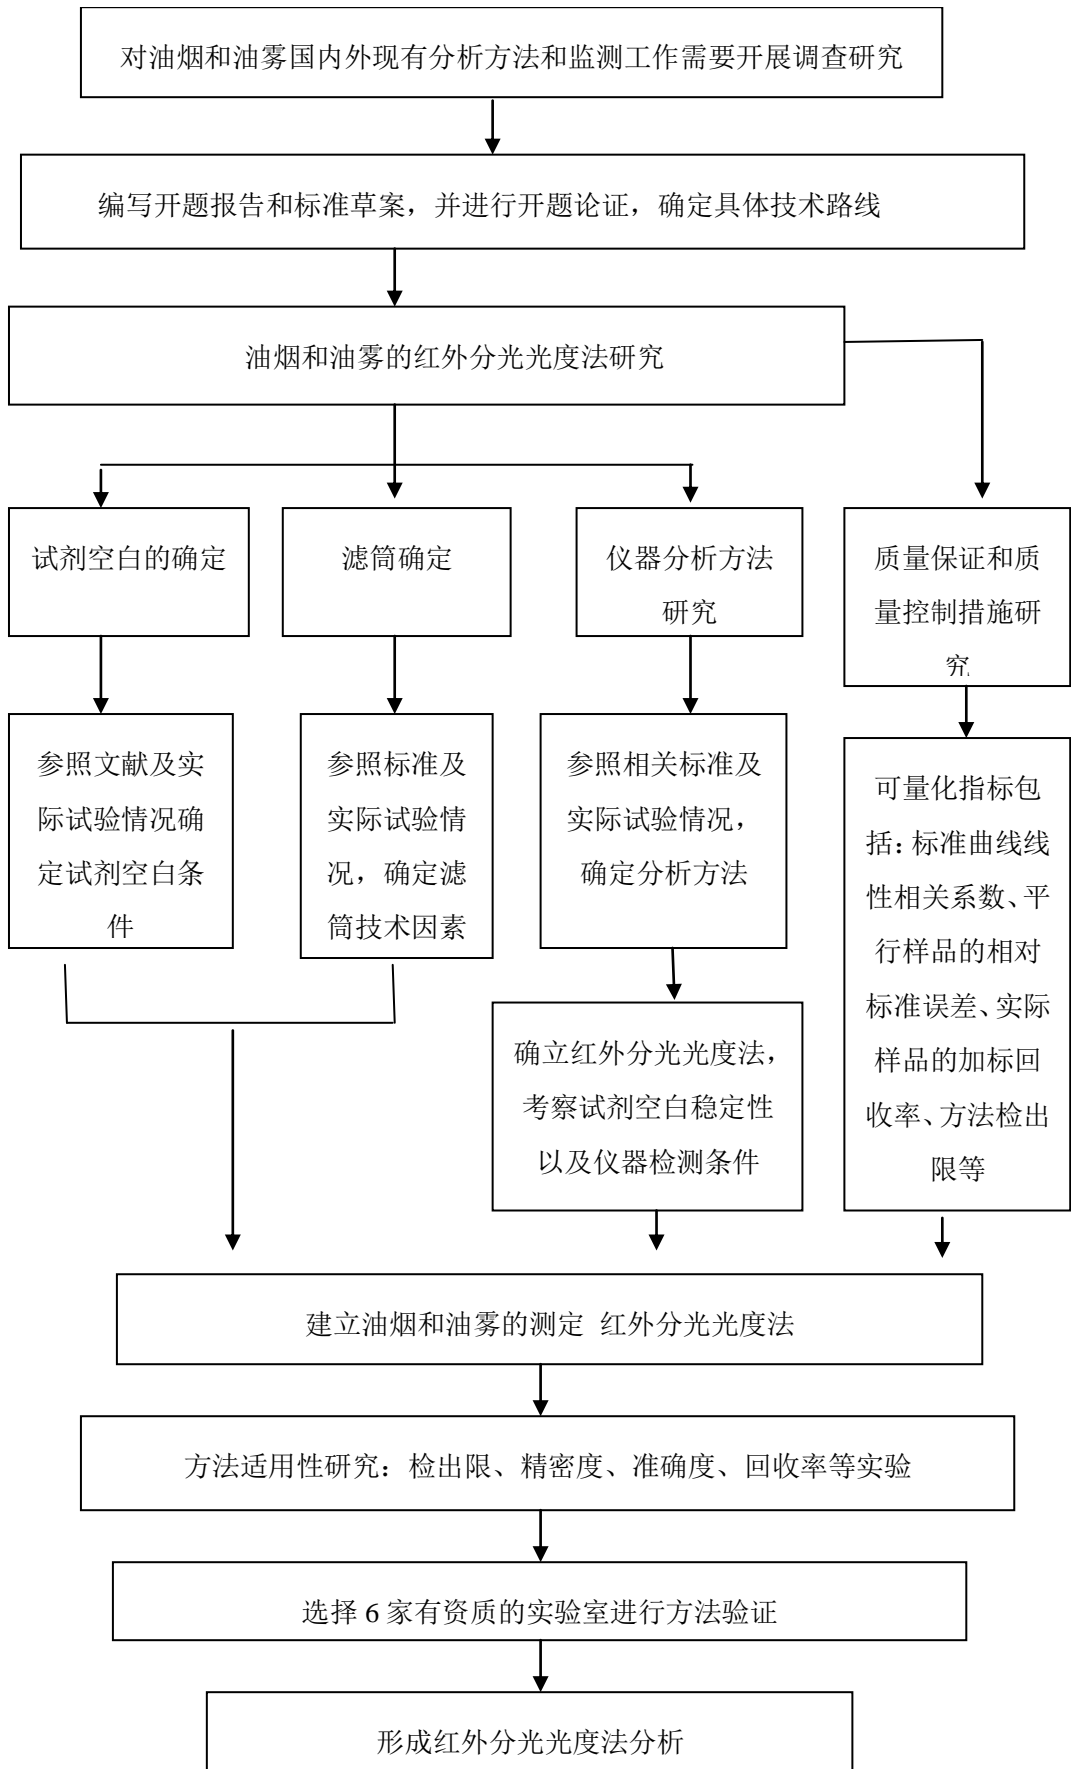 对油烟和油雾国内外现有分析方法和监测工作需要开展调查研究
编写开题报告和标准草案，并进行开题论证，确定具体技术路线
油烟和油雾的红外分光光度法研究
试剂空白的确定
滤筒确定
仪器分析方法
研究
质量保证和质
量控制措施研
究
参照文献及实
际试验情况确
定试剂空白条
件
参照标准及
实际试验情
况，确定滤
筒技术因素
参照相关标准及
实际试验情况，
确定分析方法
可量化指标包
括：标准曲线线
性相关系数、平
行样品的相对
标准误差、实际
样品的加标回
收率、方法检出
限等
确立红外分光光度法，
考察试剂空白稳定性
以及仪器检测条件
建立油烟和油雾的测定 红外分光光度法
方法适用性研究：检出限、精密度、准确度、回收率等实验
选择 6 家有资质的实验室进行方法验证
形成红外分光光度法分析